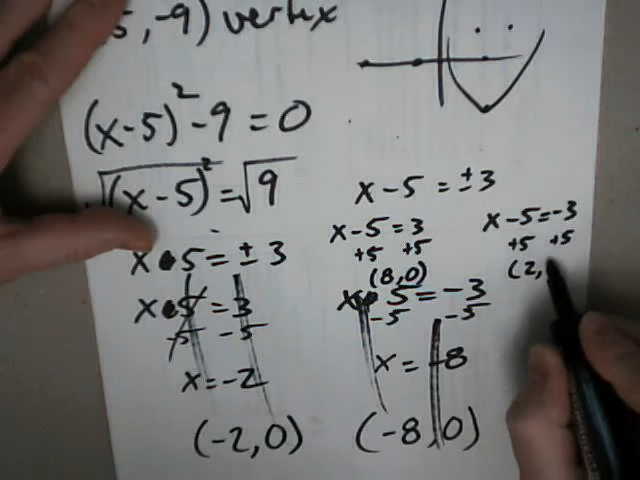 5, -9) vertex
(x-5)² - 9 = 0
√(x-5)² = √9
x - 5 = ±3
x - 5 = 3
+5 +5
(8,0)
x - 5 = -3
+5 +5
(2,
x 5 = ± 3
x 5 = 3
-5 -5
x = -2
(-2,0)
x 5 = -3
-5 -5
x = -8
(-8,0)